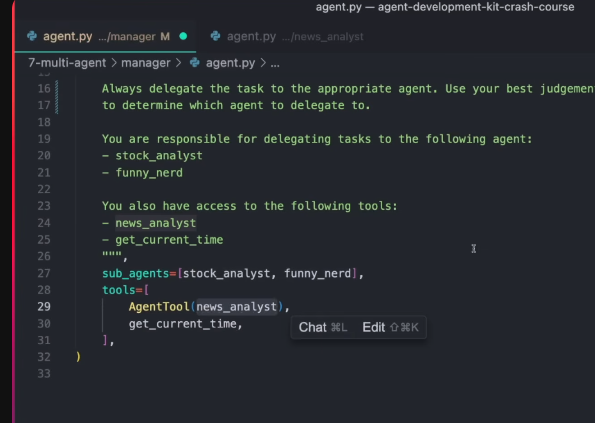 agent.py — agent-development-kit-crash-course
agent.py .../manager M
agent.py .../news_analyst
7-multi-agent > manager > agent.py > ...
15
16 Always delegate the task to the appropriate agent. Use your best judgement
17 to determine which agent to delegate to.
18
19 You are responsible for delegating tasks to the following agent:
20 - stock_analyst
21 - funny_nerd
22
23 You also have access to the following tools:
24 - news_analyst
25 - get_current_time
26 """,
27 sub_agents=[stock_analyst, funny_nerd],
28 tools=[
29 AgentTool(news_analyst),
30 get_current_time,
Chat ⌘L Edit ⇧⌘K
31 ],
32 )
33